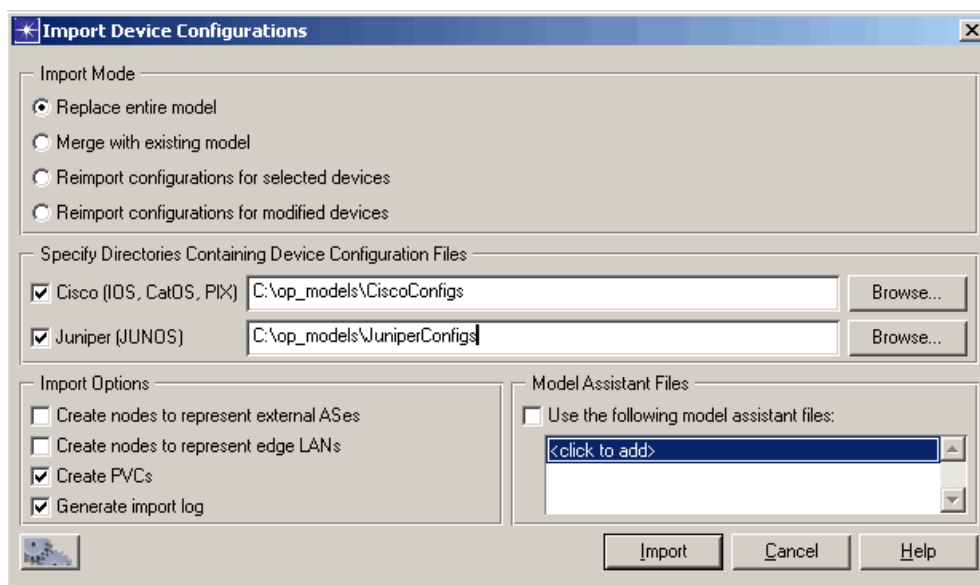 Import Device Configurations
Import Mode
Replace entire model
Merge with existing model
Reimport configurations for selected devices
Reimport configurations for modified devices
Specify Directories Containing Device Configuration Files
Cisco (IOS, CatOS, PIX) C:\op_models\CiscoConfigs Browse...
Juniper (JUNOS) C:\op_models\JuniperConfigs Browse...
Import Options
Create nodes to represent external ASes
Create nodes to represent edge LANs
Create PVCs
Generate import log
Model Assistant Files
Use the following model assistant files:
<click to add>
Import Cancel Help